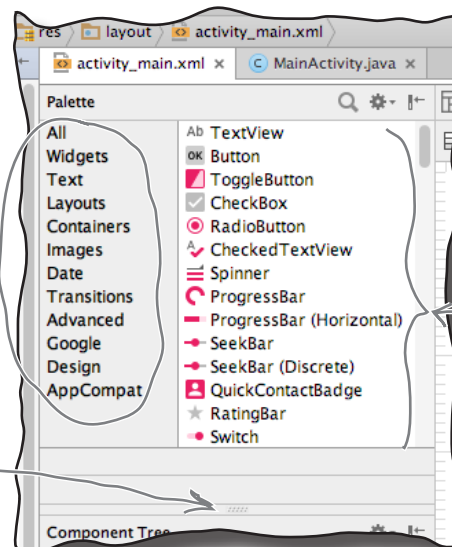 res layout activity_main.xml
activity_main.xml × MainActivity.java ×
Palette
All
Widgets
Text
Layouts
Containers
Images
Date
Transitions
Advanced
Google
Design
AppCompat
Ab TextView
OK Button
ToggleButton
CheckBox
RadioButton
A CheckedTextView
Spinner
ProgressBar
ProgressBar (Horizontal)
SeekBar
SeekBar (Discrete)
QuickContactBadge
RatingBar
Switch
Component Tree